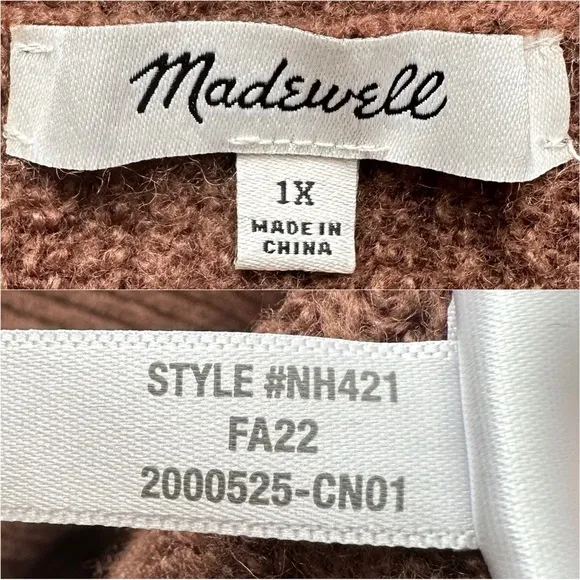 Madewell
1X
MADE IN
CHINA
STYLE #NH421
FA22
2000525-CN01